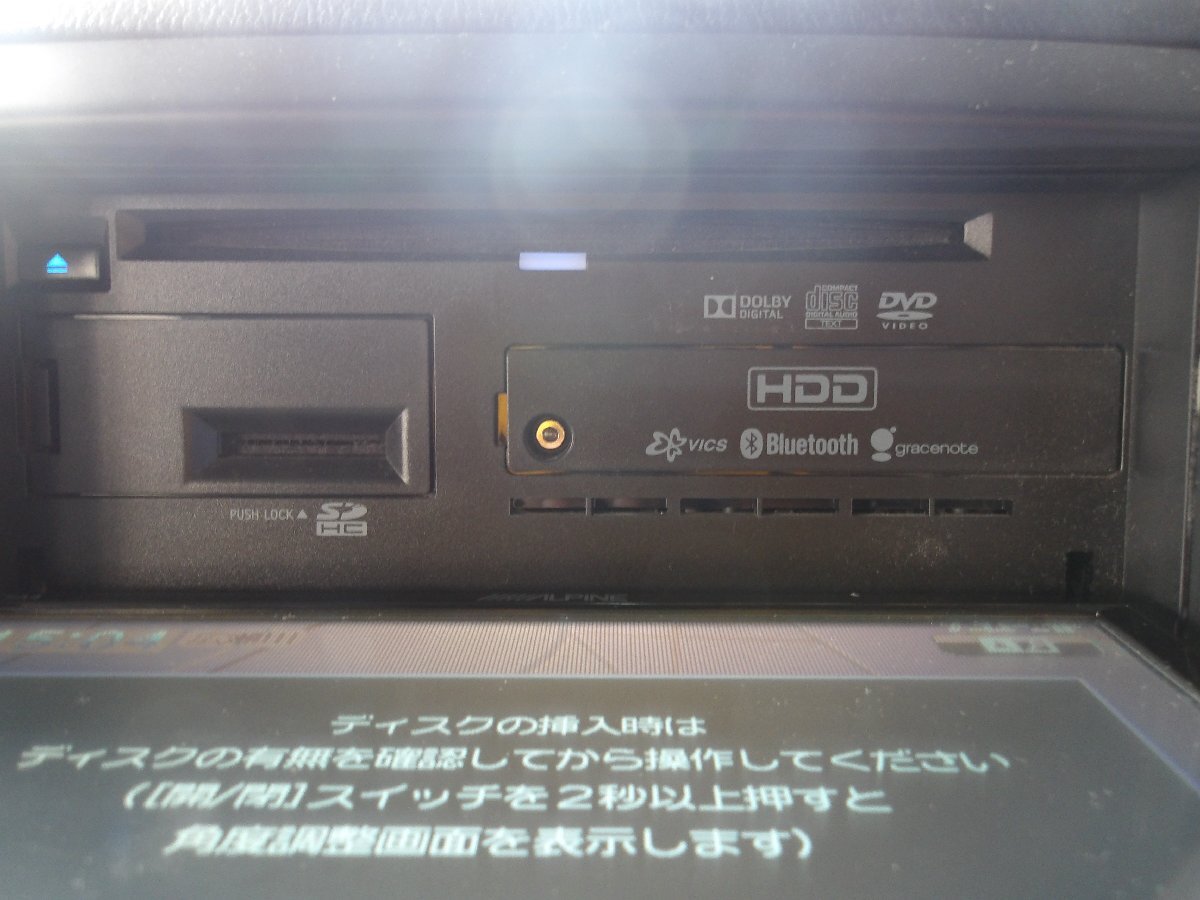 DOLBY
DIGITAL
COMPACT
disc
DIGITAL AUDIO
TEXT
DVD
VIDEO
HDD
VICS
Bluetooth
gracenote
PUSH LOCK ▲
SD
HC
ALPINE
ディスクの挿入時は
ディスクの有無を確認してから操作してください
([開/閉]スイッチを2秒以上押すと
角度調整画面を表示します)